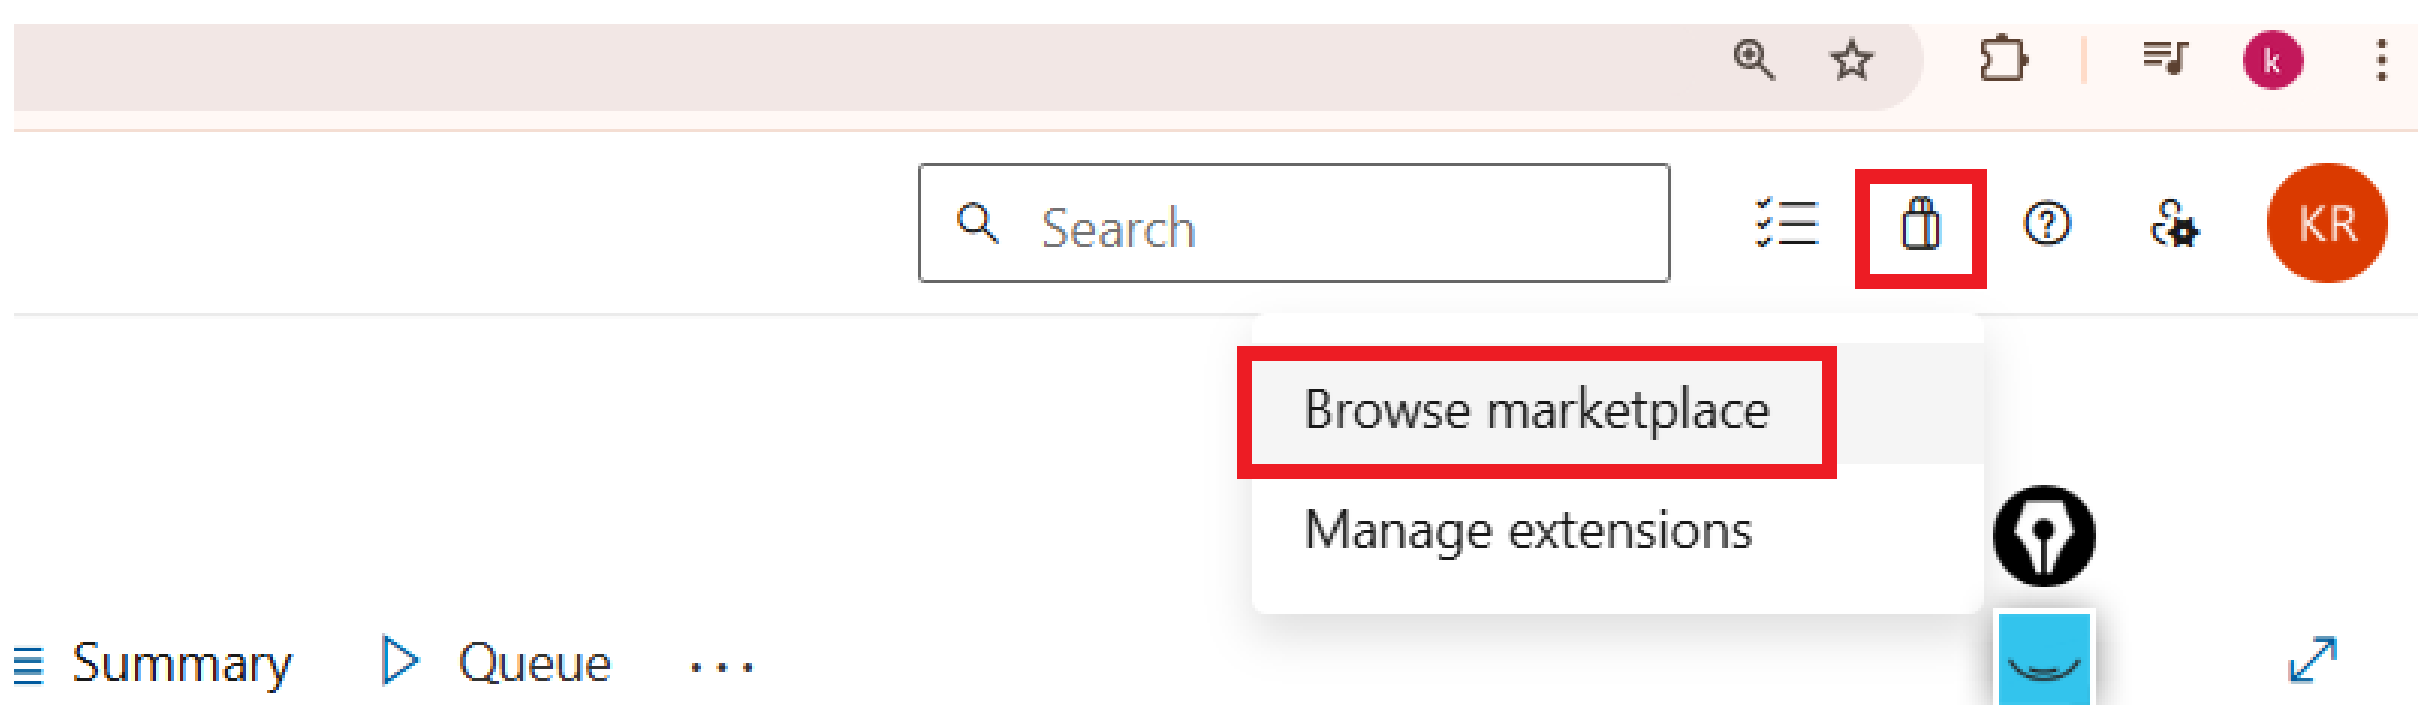 k
Search
KR
Browse marketplace
Manage extensions
Summary Queue ...